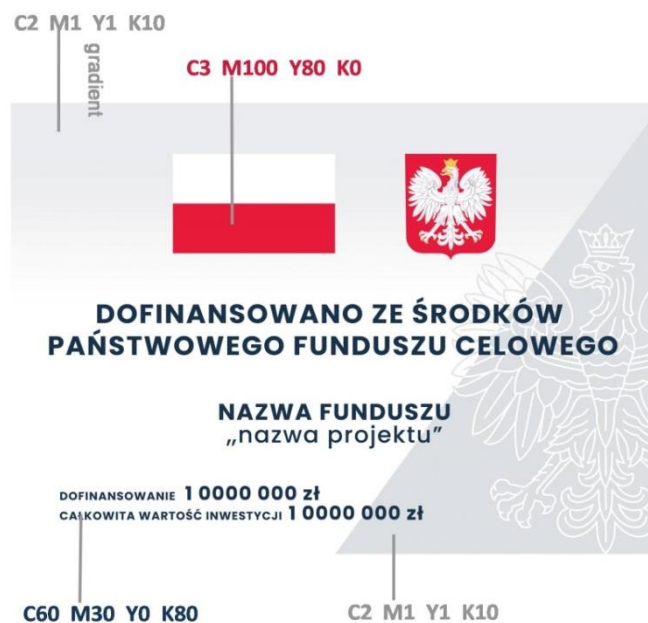 C2 M1 Y1 K10
gradient
C3 M100 Y80 K0
DOFINANSOWANO ZE ŚRODKÓW
PAŃSTWOWEGO FUNDUSZU CELOWEGO
NAZWA FUNDUSZU
„nazwa projektu”
DOFINANSOWANIE 1 0000 000 zł
CAŁKOWITA WARTOŚĆ INWESTYCJI 1 0000 000 zł
C60 M30 Y0 K80
C2 M1 Y1 K10